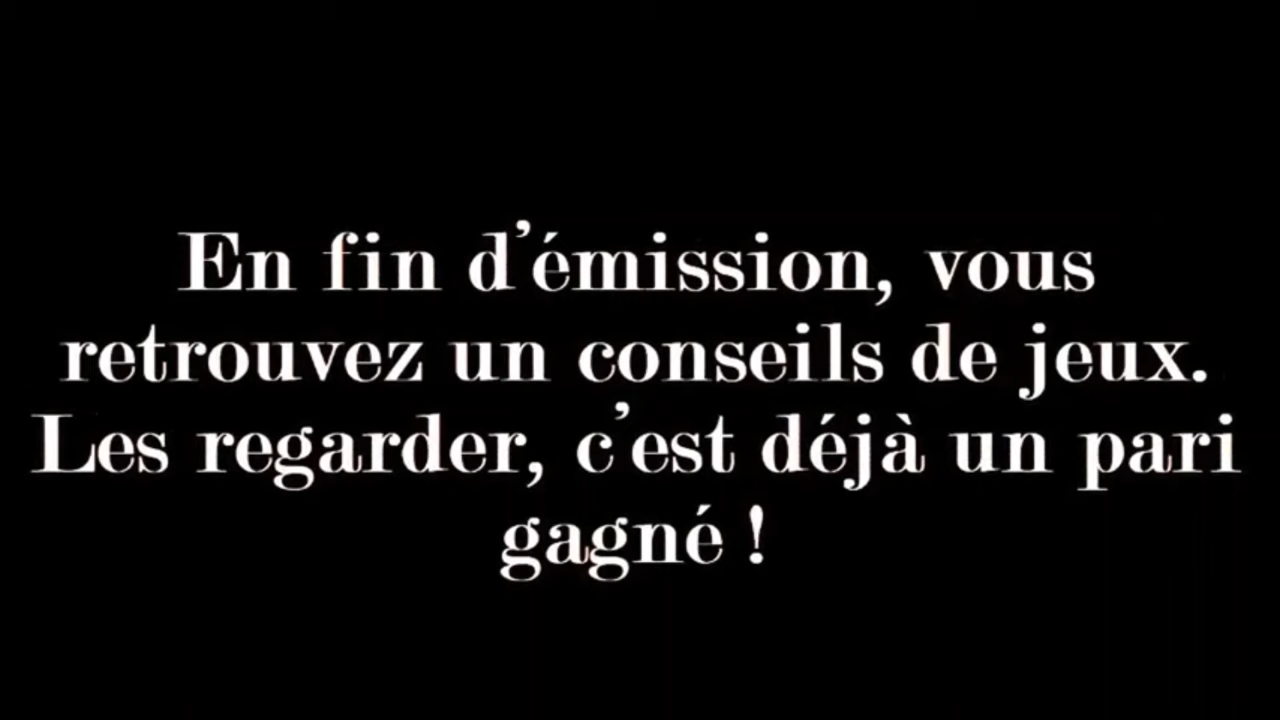 En fin d’émission, vous
retrouvez un conseils de jeux.
Les regarder, c’est déjà un pari
gagné !